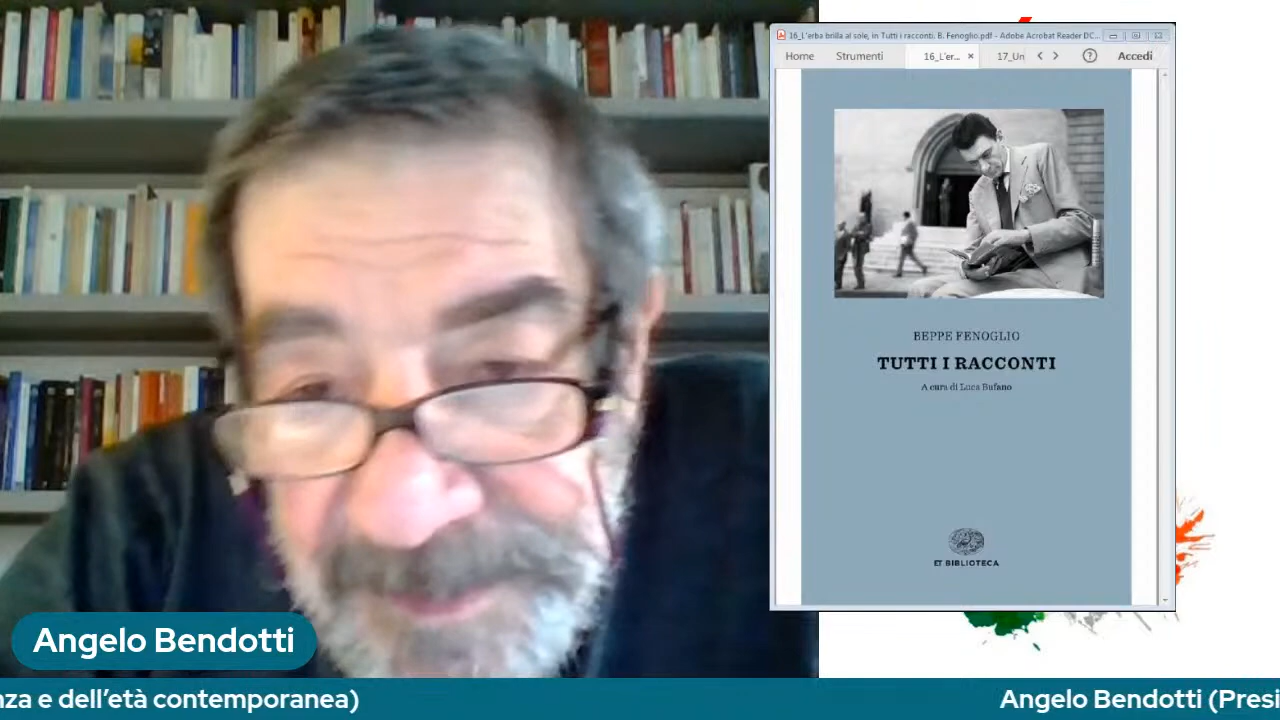 16_L'erba brilla al sole, in Tutti i racconti. B. Fenoglio.pdf - Adobe Acrobat Reader DC...
Home Strumenti 16_L'er... × 17_Un Accedi
BEPPE FENOGLIO
TUTTI I RACCONTI
A cura di Luca Bufano
ET BIBLIOTECA
Angelo Bendotti
nza e dell'età contemporanea) Angelo Bendotti (Presi